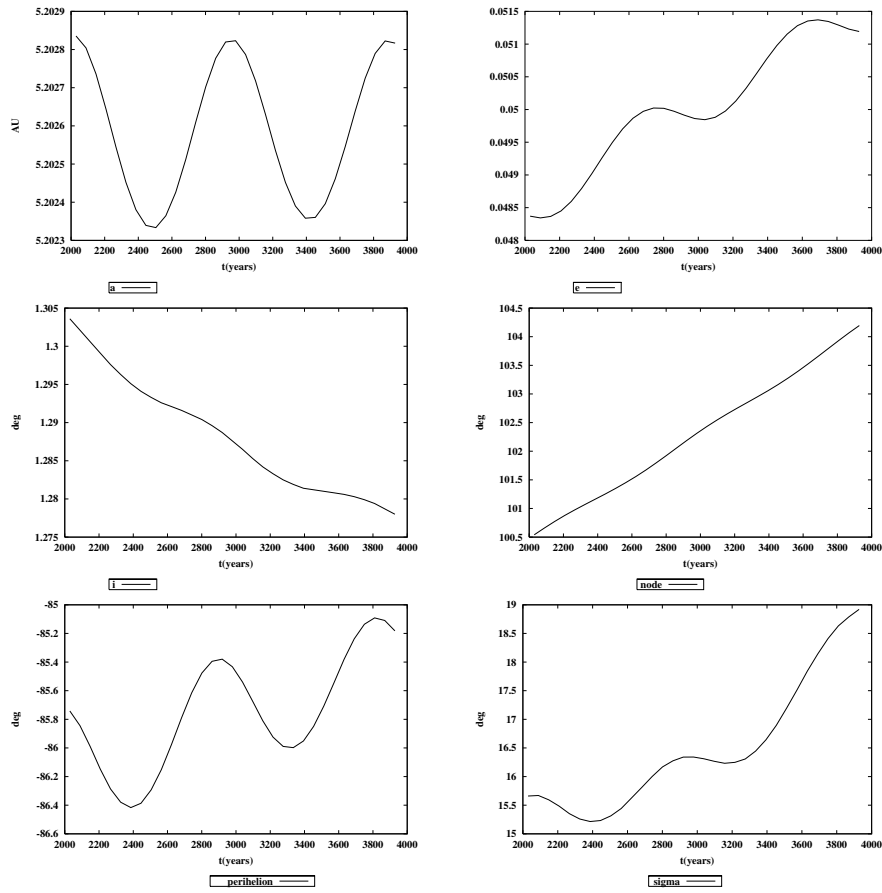 5.2029
5.2028
5.2027
5.2026
5.2025
5.2024
5.2023
AU
2000 2200 2400 2600 2800 3000 3200 3400 3600 3800 4000
t(years)
a
0.0515
0.051
0.0505
0.05
0.0495
0.049
0.0485
0.048
2000 2200 2400 2600 2800 3000 3200 3400 3600 3800 4000
t(years)
e
1.305
1.3
1.295
1.29
1.285
1.28
1.275
deg
2000 2200 2400 2600 2800 3000 3200 3400 3600 3800 4000
t(years)
i
104.5
104
103.5
103
102.5
102
101.5
101
100.5
deg
2000 2200 2400 2600 2800 3000 3200 3400 3600 3800 4000
t(years)
node
-85
-85.2
-85.4
-85.6
-85.8
-86
-86.2
-86.4
-86.6
deg
2000 2200 2400 2600 2800 3000 3200 3400 3600 3800 4000
t(years)
perihelion
19
18.5
18
17.5
17
16.5
16
15.5
15
deg
2000 2200 2400 2600 2800 3000 3200 3400 3600 3800 4000
t(years)
sigma